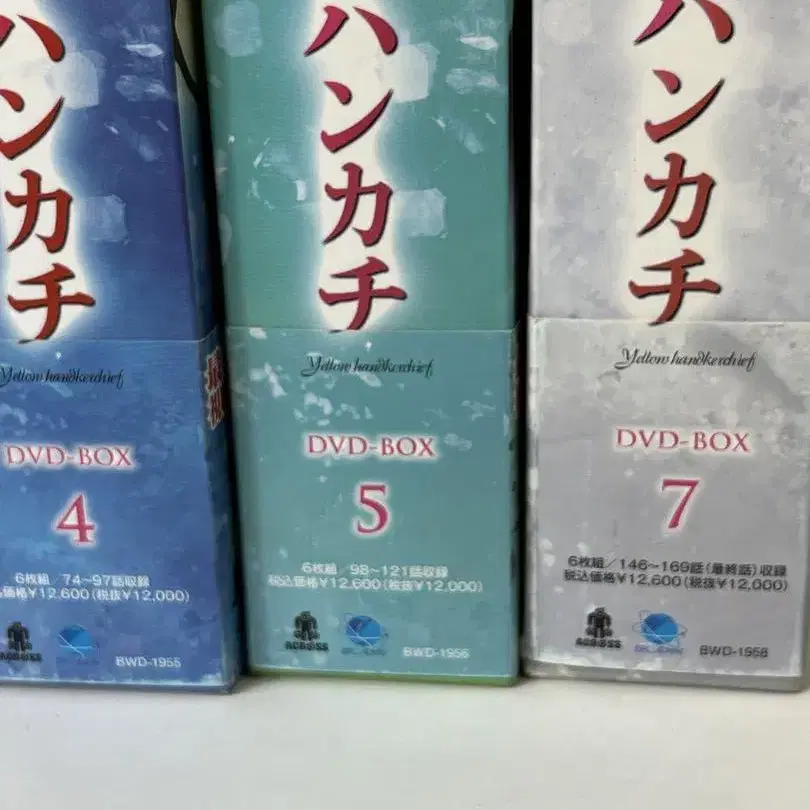 ハンカチ
Yellow handkerchief
DVD-BOX
4
6枚組／74～97話収録
価格¥12,600(税抜¥12,000)
BWD-1955
ハンカチ
Yellow handkerchief
DVD-BOX
5
6枚組／98～121話収録
税込価格¥12,600(税抜¥12,000)
ACROSS
BWD-1956
ハンカチ
Yellow handkerchief
DVD-BOX
7
6枚組／146～169話(最終話)収録
税込価格¥12,600(税抜¥12,000)
ACROSS
BWD-1958